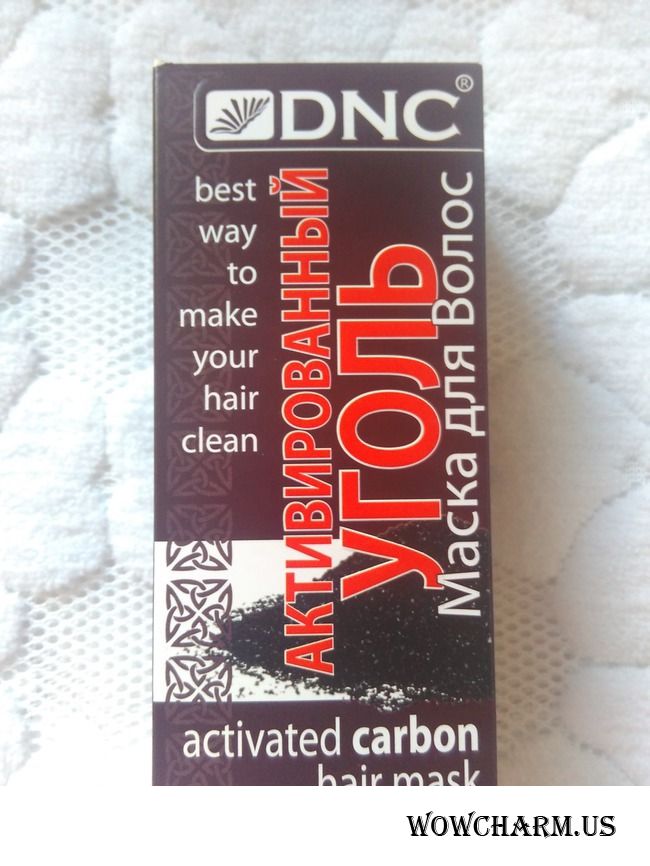 DNC®
best
way
to
make
your
hair
clean
АКТИВИРОВАННЫЙ
УГОЛЬ
Маска для Волос
activated carbon
hair mask
WOWCHARM.US